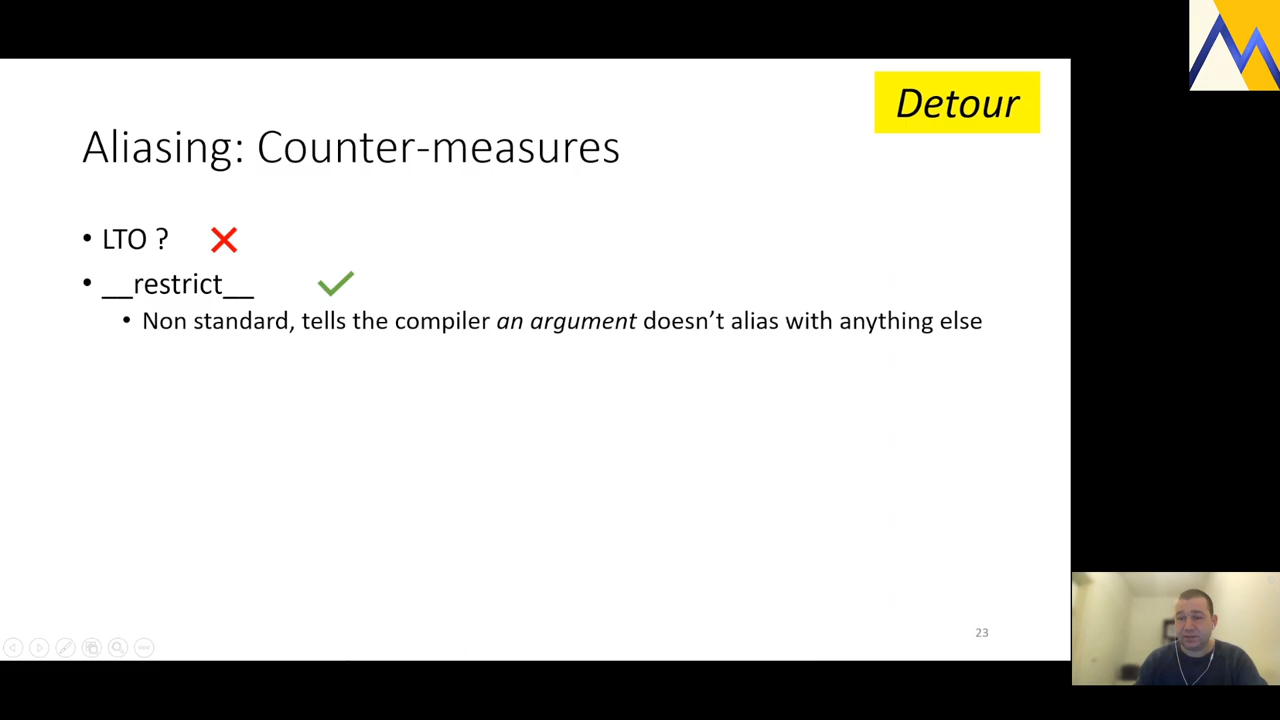 Detour
Aliasing: Counter-measures
• LTO ?
• __restrict__
• Non standard, tells the compiler an argument doesn't alias with anything else
23